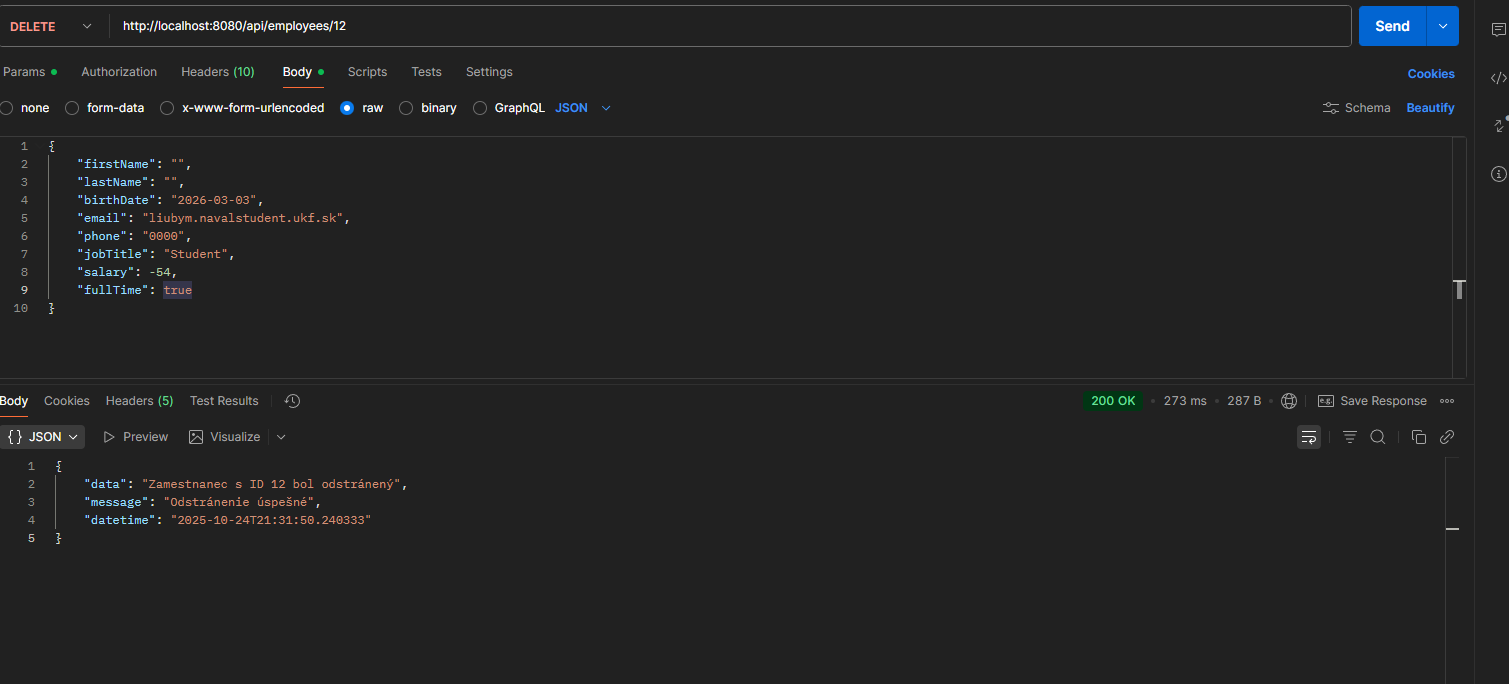 DELETE http://localhost:8080/api/employees/12 Send
Params Authorization Headers (10) Body Scripts Tests Settings Cookies
none form-data x-www-form-urlencoded raw binary GraphQL JSON Schema Beautify
1 {
2 "firstName": "",
3 "lastName": "",
4 "birthDate": "2026-03-03",
5 "email": "liubym.navalstudent.ukf.sk",
6 "phone": "0000",
7 "jobTitle": "Student",
8 "salary": -54,
9 "fullTime": true
10 }
Body Cookies Headers (5) Test Results 200 OK • 273 ms • 287 B • e.g. Save Response
{} JSON Preview Visualize
1 {
2 "data": "Zamestnanec s ID 12 bol odstránený",
3 "message": "Odstránenie úspešné",
4 "datetime": "2025-10-24T21:31:50.240333"
5 }